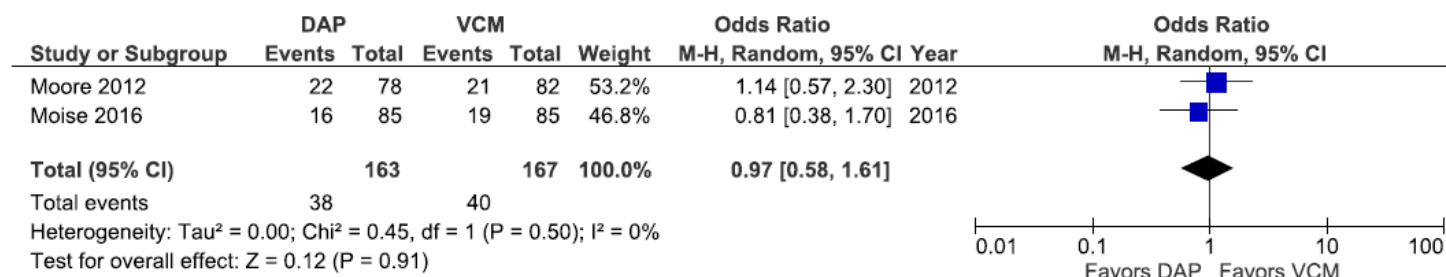 DAP VCM Odds Ratio Odds Ratio
Study or Subgroup Events Total Events Total Weight M-H, Random, 95% CI Year M-H, Random, 95% CI
Moore 2012 22 78 21 82 53.2% 1.14 [0.57, 2.30] 2012
Moise 2016 16 85 19 85 46.8% 0.81 [0.38, 1.70] 2016
Total (95% CI) 163 167 100.0% 0.97 [0.58, 1.61]
Total events 38 40
Heterogeneity: Tau² = 0.00; Chi² = 0.45, df = 1 (P = 0.50); I² = 0%
Test for overall effect: Z = 0.12 (P = 0.91)
0.01 0.1 1 10 100
Favors DAP Favors VCM